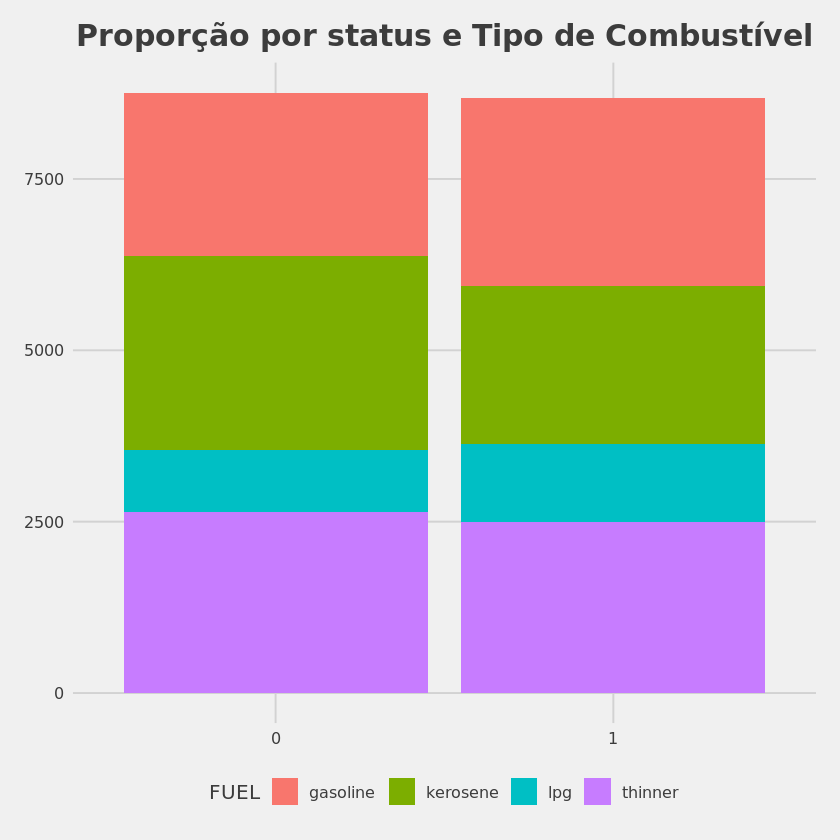 Proporção por status e Tipo de Combustível
7500
5000
2500
0
0 1
FUEL gasoline kerosene lpg thinner